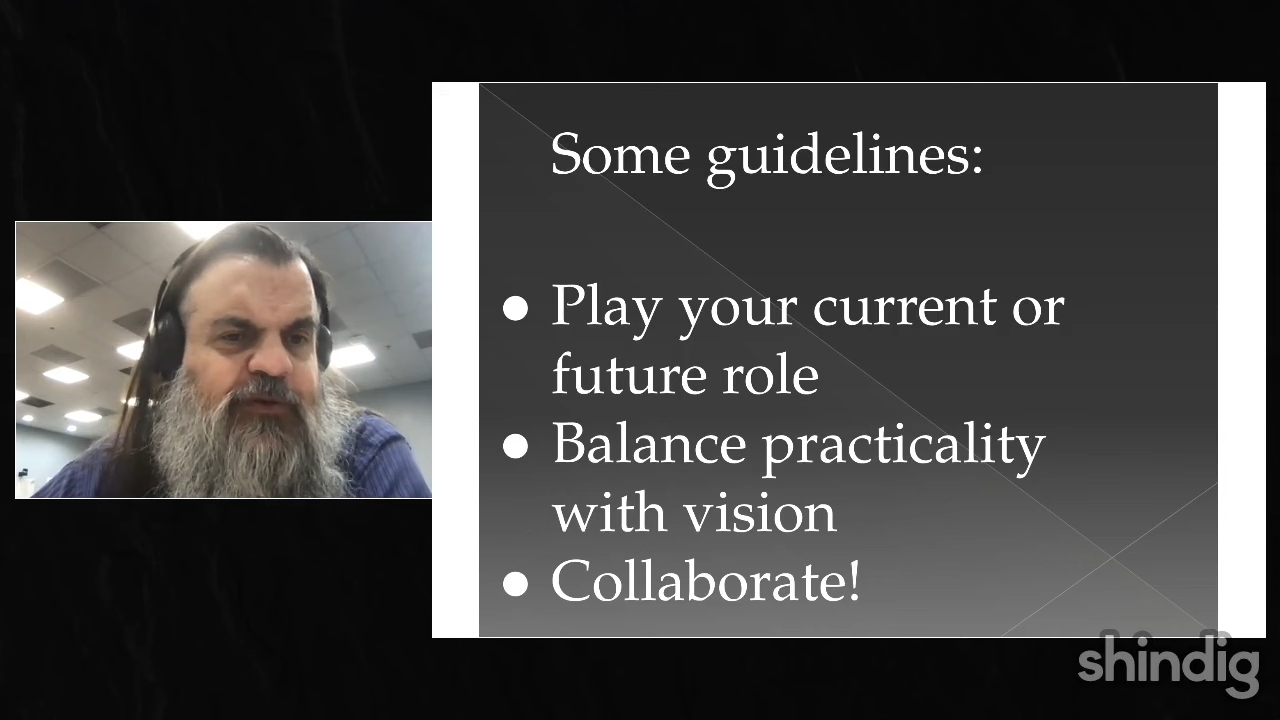 Some guidelines:
● Play your current or
future role
● Balance practicality
with vision
● Collaborate!
shindig